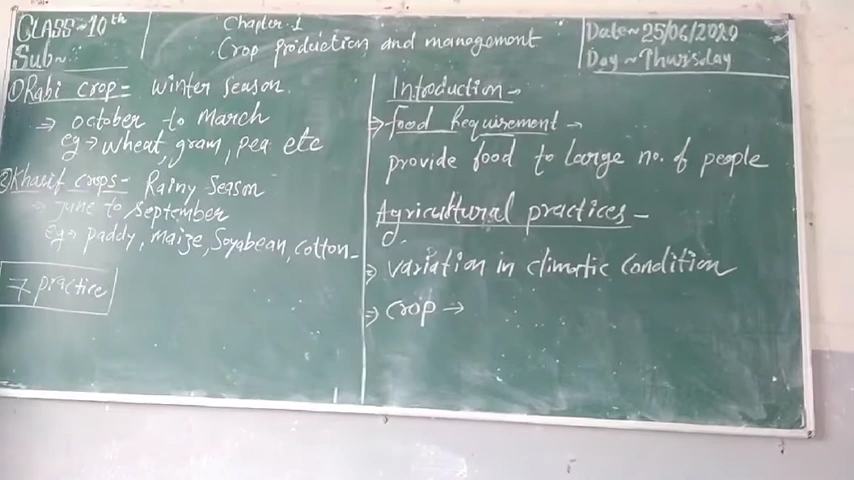 CLASS~10th
Sub~
Chapter-1
Crop production and management
Date~25/06/2020
Day~Thursday
① Rabi crop= winter season.
⇒ October to March
eg → wheat, gram, pea etc
② Kharif crops- Rainy season
→ June to September
eg→ paddy, maize, Soyabean, cotton-
7 practice
Introduction -
⇒ food Requirement →
provide food to large no. of people
Agricultural practices -
⇒ variation in climatic condition
⇒ crop →